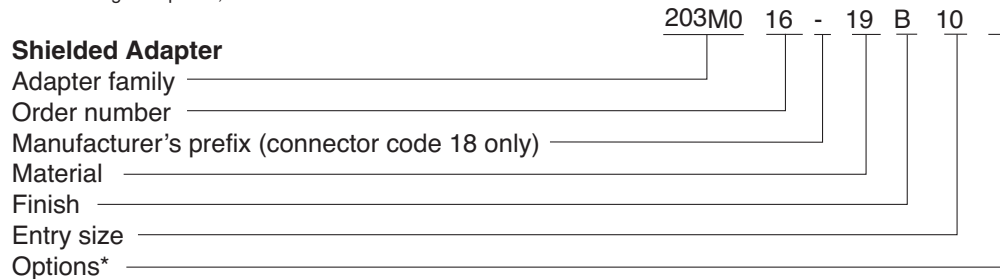 203M0 16 - 19 B 10
Shielded Adapter
Adapter family
Order number
Manufacturer’s prefix (connector code 18 only)
Material
Finish
Entry size
Options*